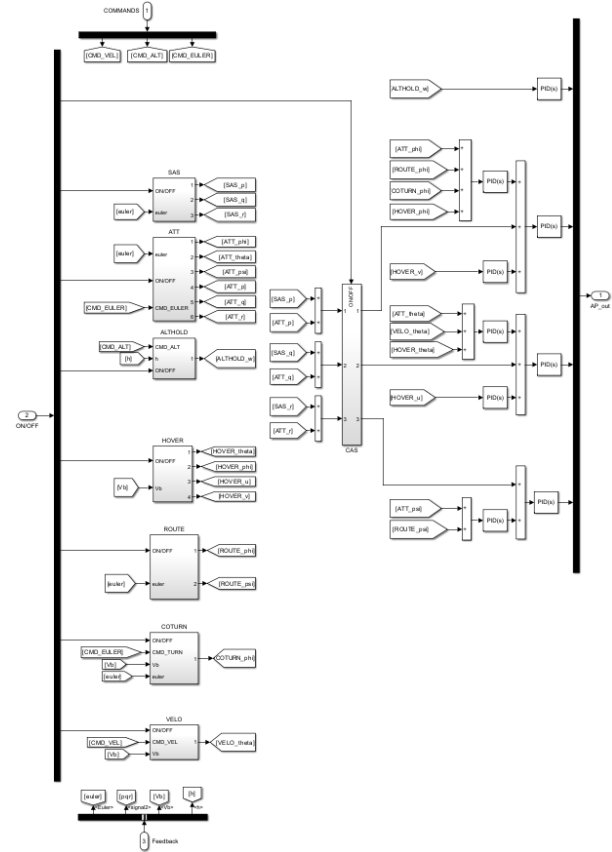 COMMANDS
1
[CMD_VEL] [CMD_ALT] [CMD_EULER]
SAS
ON/OFF
[euler] euler
1 [SAS_p]
2 [SAS_q]
3 [SAS_r]
ATT
[euler] euler
ON/OFF
[CMD_EULER] CMD_EULER
1 [ATT_phi]
2 [ATT_theta]
3 [ATT_psi]
4 [ATT_p]
5 [ATT_q]
6 [ATT_r]
ALTHOLD
[CMD_ALT] CMD_ALT
[h] h
ON/OFF
1 [ALTHOLD_w]
2
ON/OFF
HOVER
ON/OFF
[Vb] Vb
1 [HOVER_theta]
2 [HOVER_phi]
3 [HOVER_u]
4 [HOVER_v]
ROUTE
ON/OFF
[euler] euler
1 [ROUTE_phi]
2 [ROUTE_psi]
COTURN
ON/OFF
[CMD_EULER] CMD_TURN
[Vb] Vb
[euler] euler
1 COTURN_phi]
VELO
ON/OFF
[CMD_VEL] CMD_VEL
[Vb] Vb
1 [VELO_theta]
[euler] [pqr] [Vb] [h]
<signal2> <Vb> <h>
3 Feedback
[SAS_p] +
[ATT_p] +
[SAS_q] +
[ATT_q] +
[SAS_r] +
[ATT_r] +
ON/OFF
1 1
2 2
3 3
CAS
ALTHOLD_w] PID(s)
[ATT_phi] +
[ROUTE_phi] +
COTURN_phi] +
[HOVER_phi] +
PID(s) +
+ PID(s)
[HOVER_v] PID(s) +
[ATT_theta] +
[VELO_theta] +
[HOVER_theta] +
PID(s) +
+ PID(s)
[HOVER_u] PID(s) +
+ PID(s)
[ATT_psi] +
[ROUTE_psi] +
PID(s) +
1
AP_out